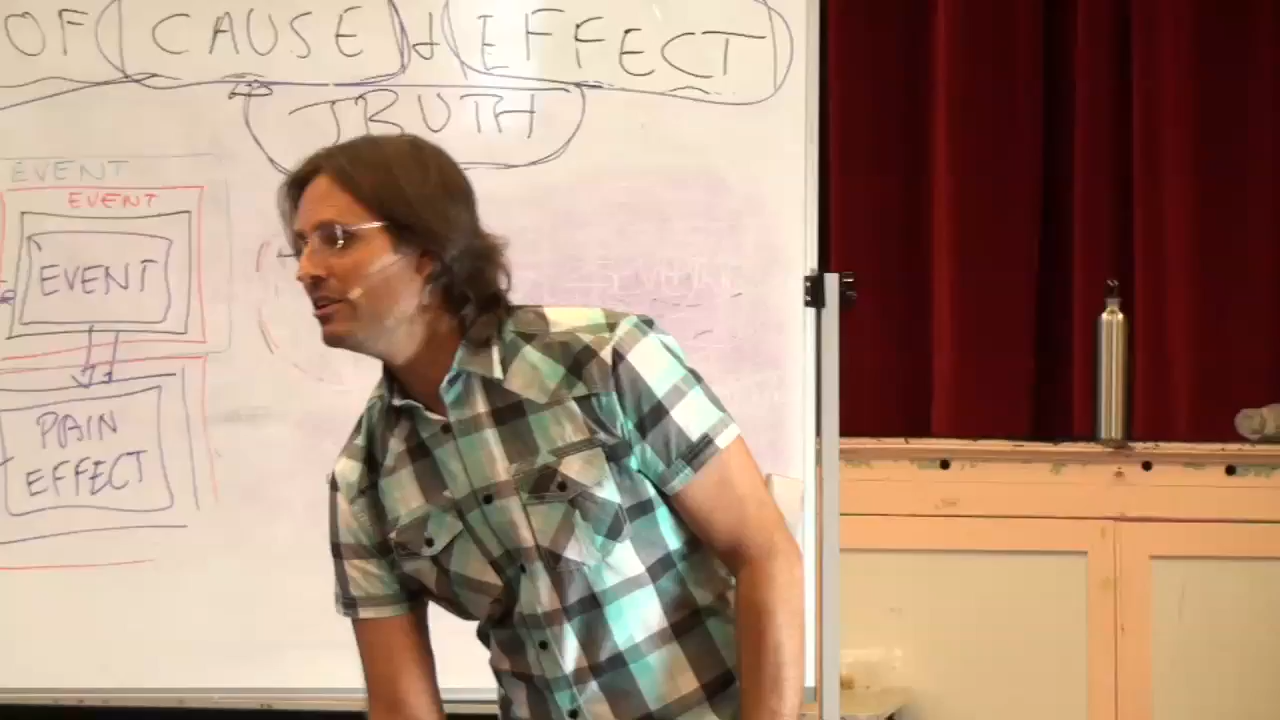 OF CAUSE & EFFECT
TRUTH
EVENT
EVENT
EVENT
PAIN
EFFECT